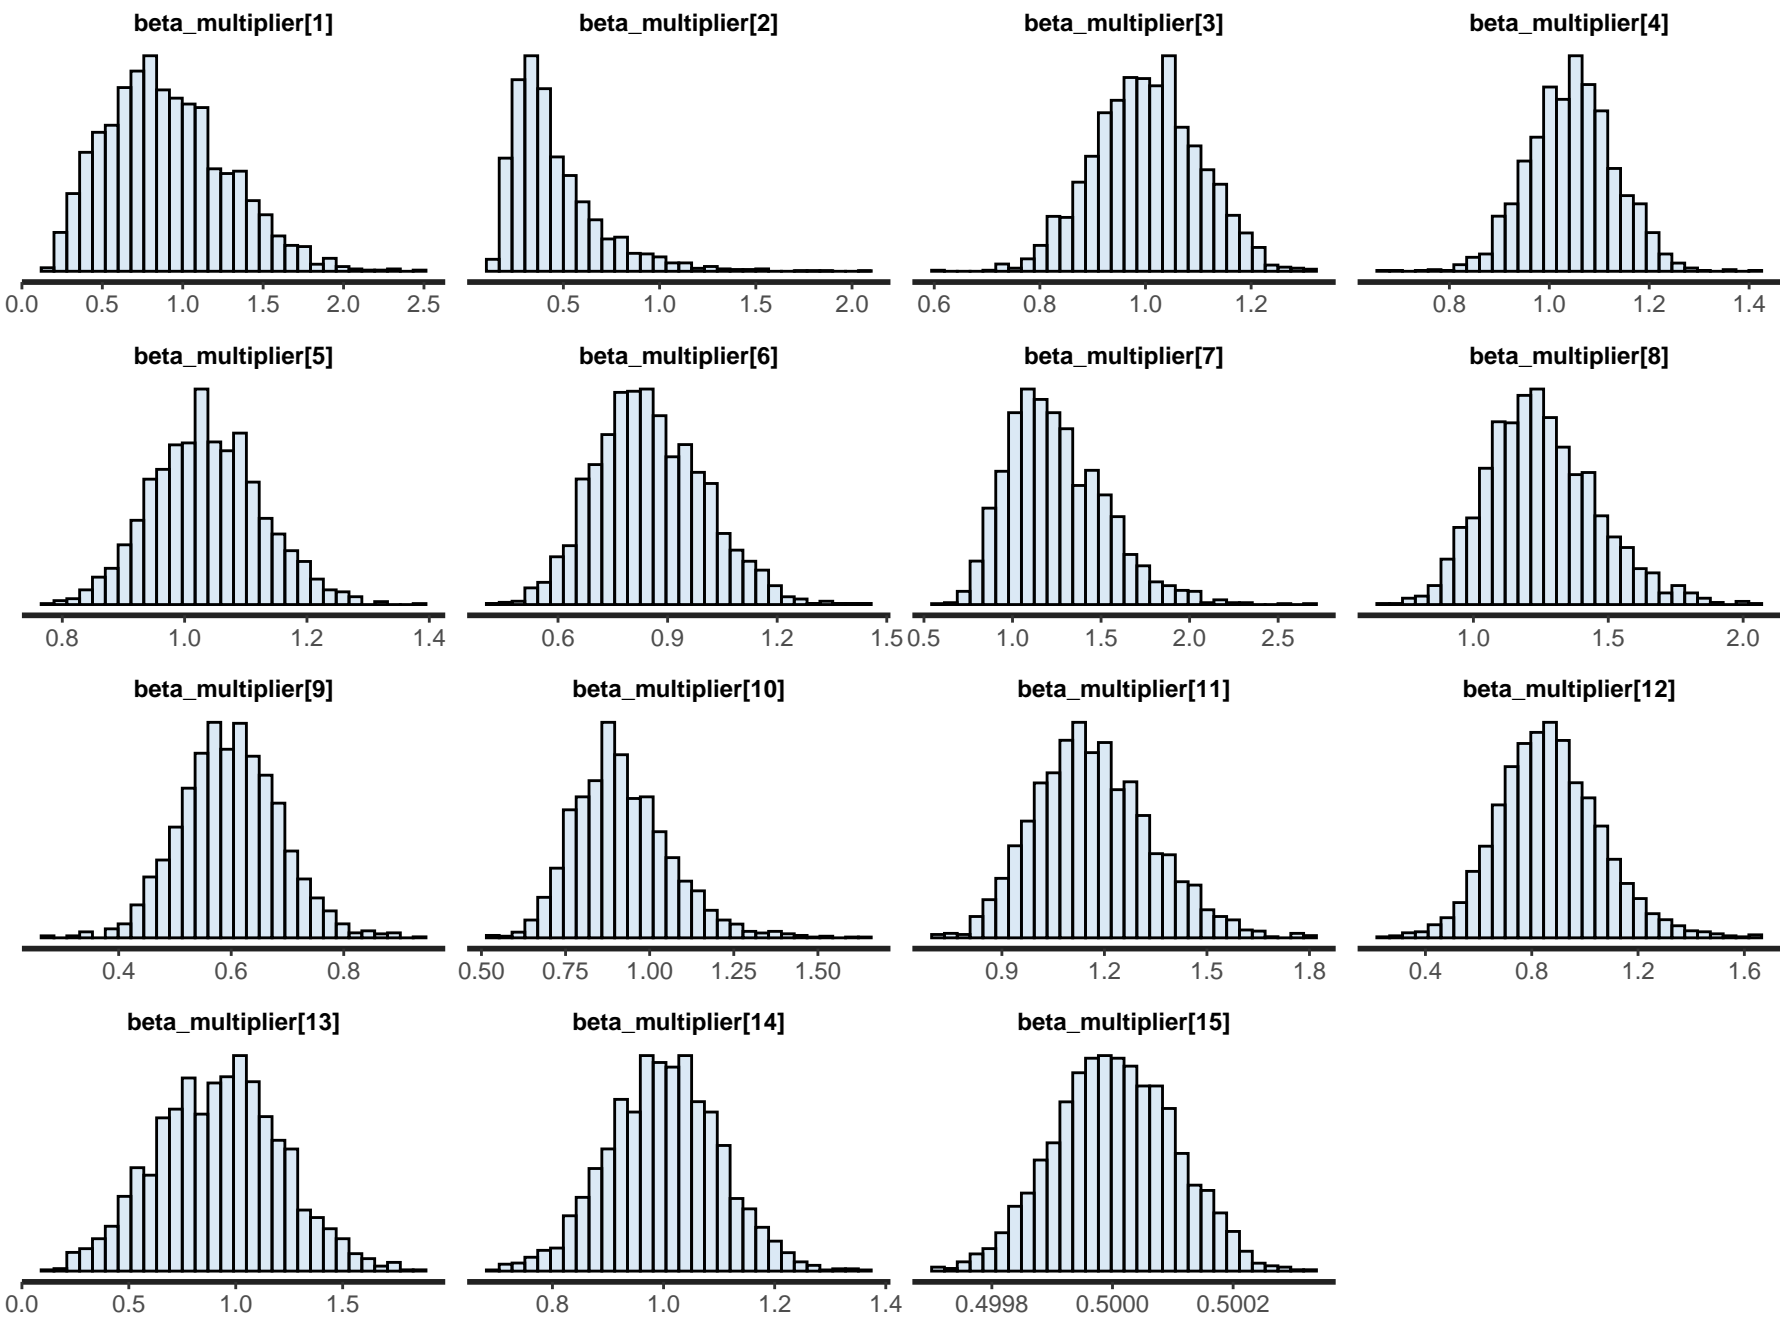 beta_multiplier[1] beta_multiplier[2] beta_multiplier[3] beta_multiplier[4]
0.0 0.5 1.0 1.5 2.0 2.5 0.5 1.0 1.5 2.0 0.6 0.8 1.0 1.2 0.8 1.0 1.2 1.4
beta_multiplier[5] beta_multiplier[6] beta_multiplier[7] beta_multiplier[8]
0.8 1.0 1.2 1.4 0.6 0.9 1.2 1.5 0.5 1.0 1.5 2.0 2.5 1.0 1.5 2.0
beta_multiplier[9] beta_multiplier[10] beta_multiplier[11] beta_multiplier[12]
0.4 0.6 0.8 0.50 0.75 1.00 1.25 1.50 0.9 1.2 1.5 1.8 0.4 0.8 1.2 1.6
beta_multiplier[13] beta_multiplier[14] beta_multiplier[15]
0.0 0.5 1.0 1.5 0.8 1.0 1.2 1.4 0.4998 0.5000 0.5002